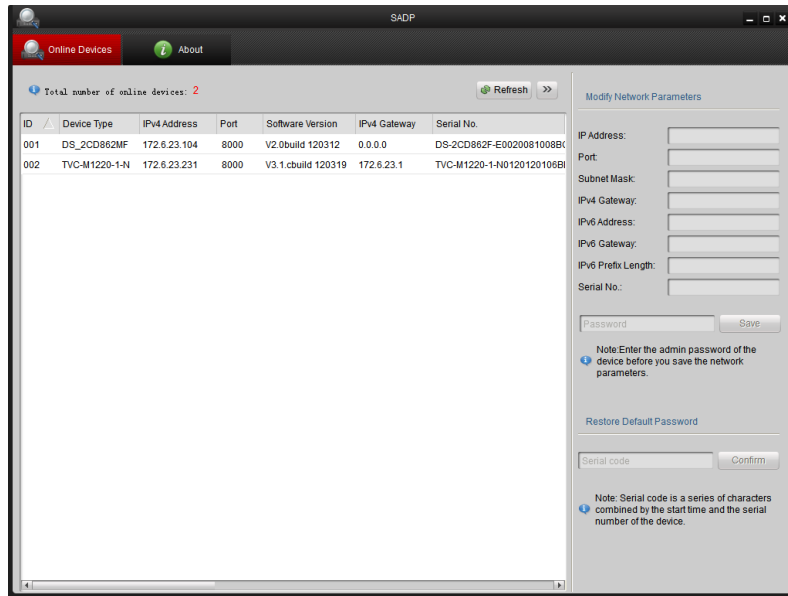 SADP
Online Devices
About
Total number of online devices: 2
Refresh
Modify Network Parameters
ID Device Type IPv4 Address Port Software Version IPv4 Gateway Serial No.
001 DS_2CD862MF 172.6.23.104 8000 V2.0build 120312 0.0.0.0 DS-2CD862F-E0020081008B
002 TVC-M1220-1-N 172.6.23.231 8000 V3.1.cbuild 120319 172.6.23.1 TVC-M1220-1-N0120120106B
IP Address:
Port:
Subnet Mask:
IPv4 Gateway:
IPv6 Address:
IPv6 Gateway:
IPv6 Prefix Length:
Serial No.:
Password
Save
Note:Enter the admin password of the
device before you save the network
parameters.
Restore Default Password
Serial code
Confirm
Note: Serial code is a series of characters
combined by the start time and the serial
number of the device.